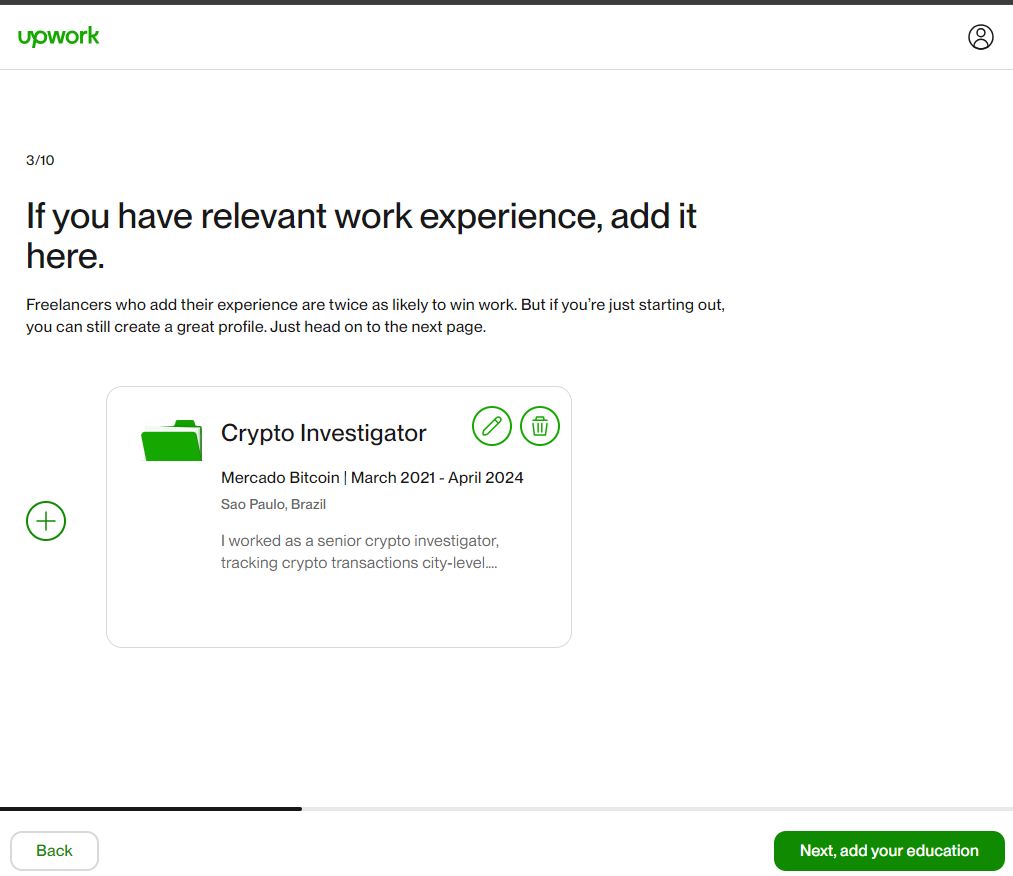 upwork
3/10
If you have relevant work experience, add it
here.
Freelancers who add their experience are twice as likely to win work. But if you’re just starting out,
you can still create a great profile. Just head on to the next page.
Crypto Investigator
Mercado Bitcoin | March 2021 - April 2024
Sao Paulo, Brazil
I worked as a senior crypto investigator,
tracking crypto transactions city-level....
Back
Next, add your education